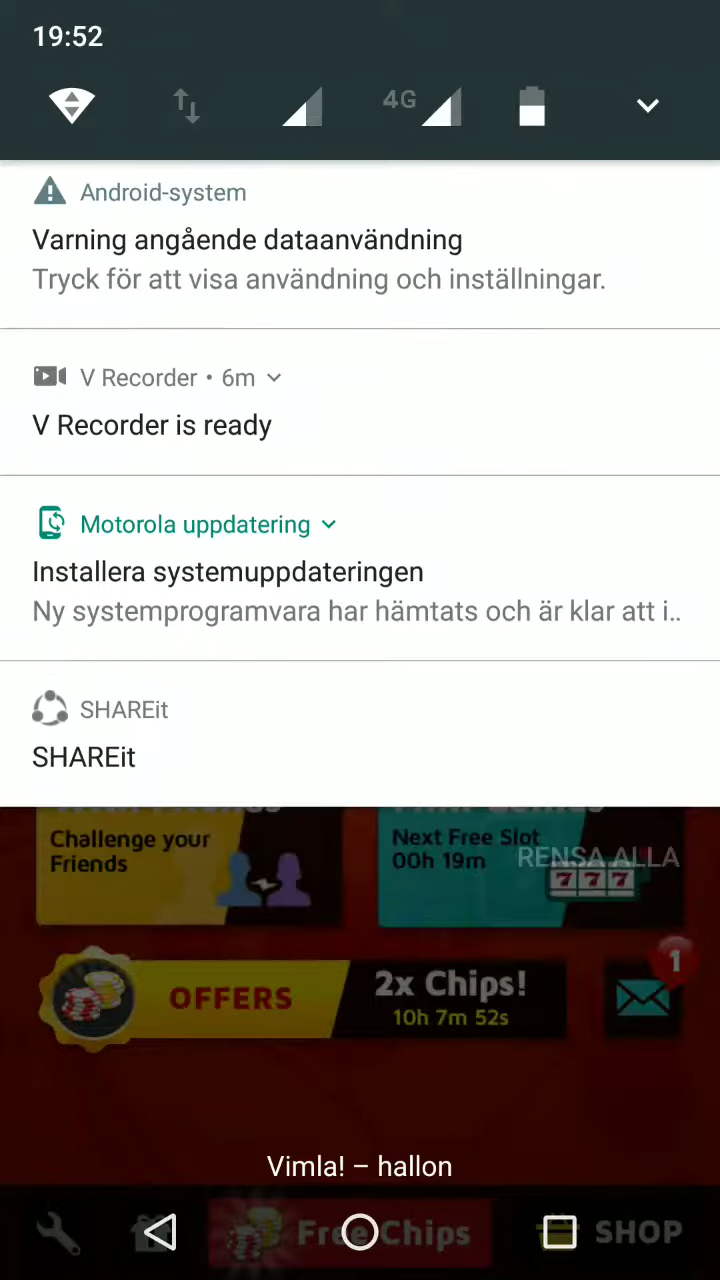 19:52
4G
Android-system
Varning angående dataanvändning
Tryck för att visa användning och inställningar.
V Recorder • 6m
V Recorder is ready
Motorola uppdatering
Installera systemuppdateringen
Ny systemprogramvara har hämtats och är klar att i..
SHAREit
SHAREit
Challenge your
Friends
Next Free Slot
00h 19m
RENSA ALLA
777
OFFERS
2x Chips!
10h 7m 52s
1
Vimla! – hallon
Free Chips
SHOP